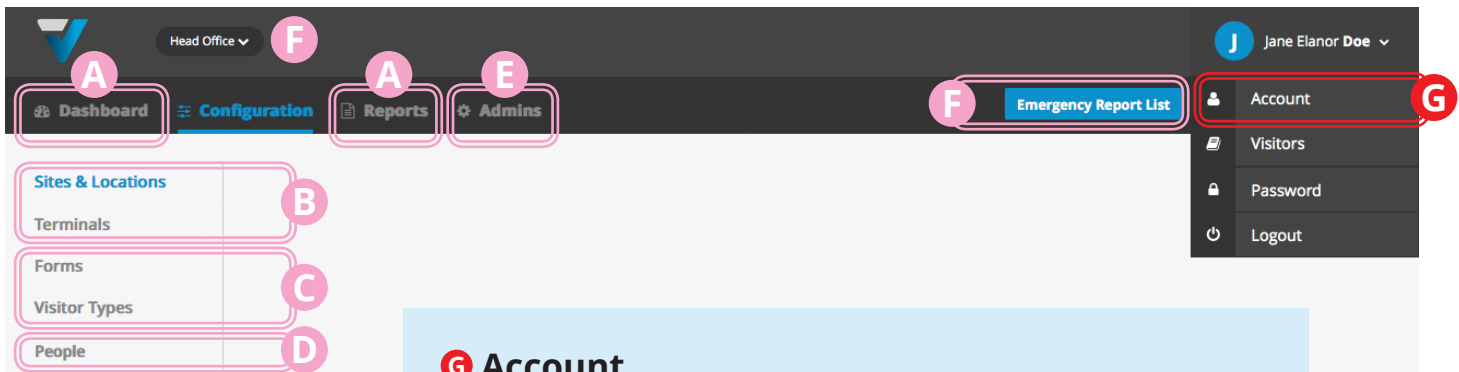 Head Office F
J Jane Elanor Doe
A A E
Dashboard Configuration Reports Admins F Emergency Report List
Account G
Visitors
Password
Logout
Sites & Locations
B
Terminals
Forms
C
Visitor Types
People D
G Account